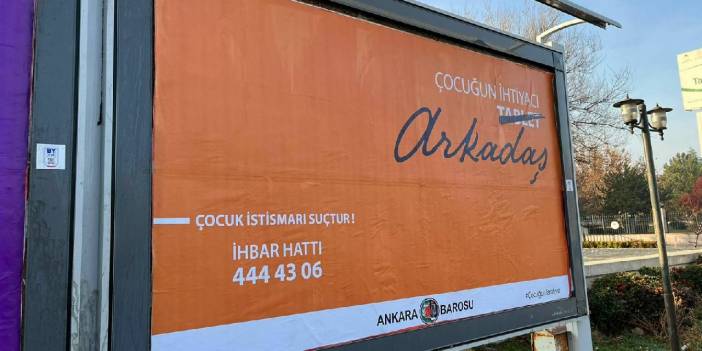 ÇOCUĞUN İHTİYACI
TABLET
arkadaş
ÇOCUK İSTİSMARI SUÇTUR !
İHBAR HATTI
444 43 06
ANKARA BAROSU